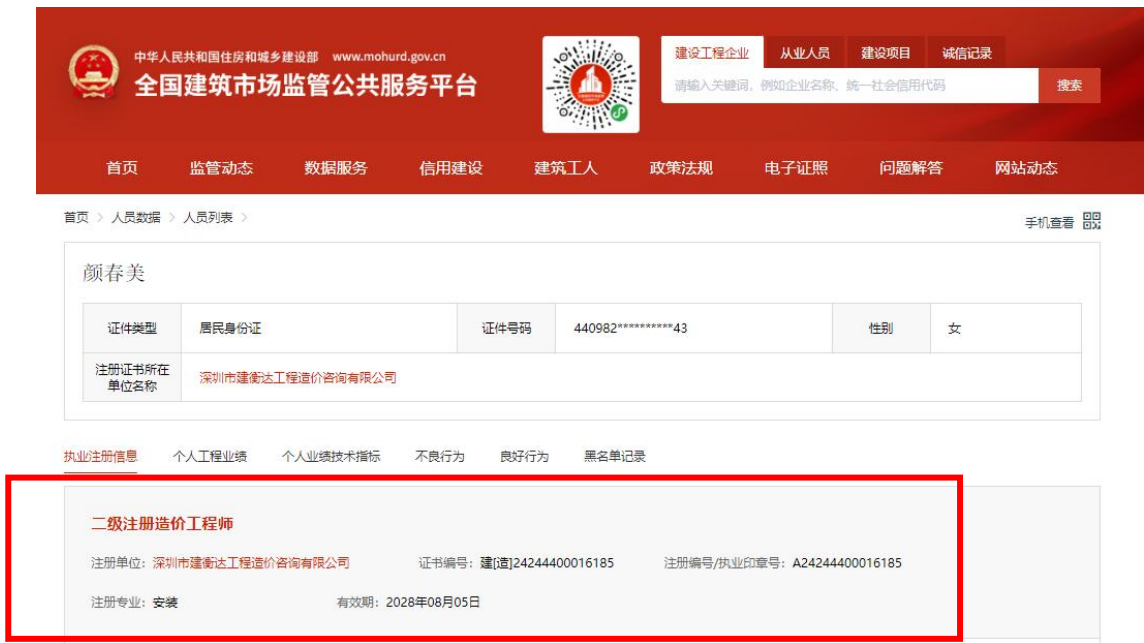 中华人民共和国住房和城乡建设部 www.mohurd.gov.cn
全国建筑市场监管公共服务平台
建设工程企业 从业人员 建设项目 诚信记录
请输入关键词，例如企业名称、统一社会信用代码 搜索
首页 监管动态 数据服务 信用建设 建筑工人 政策法规 电子证照 问题解答 网站动态
首页 > 人员数据 > 人员列表 >
手机查看
颜春美
证件类型 居民身份证 证件号码 440982**********43 性别 女
注册证书所在
单位名称
深圳市建衡达工程造价咨询有限公司
执业注册信息 个人工程业绩 个人业绩技术指标 不良行为 良好行为 黑名单记录
二级注册造价工程师
注册单位：深圳市建衡达工程造价咨询有限公司 证书编号：建[造]24244400016185 注册编号/执业印章号：A24244400016185
注册专业：安装 有效期：2028年08月05日